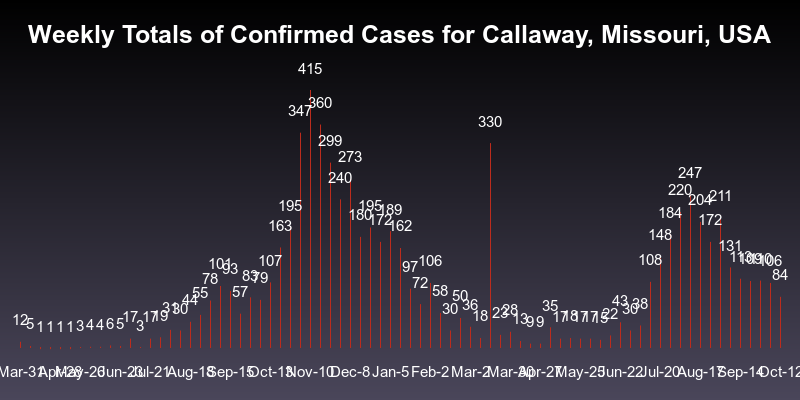 Weekly Totals of Confirmed Cases for Callaway, Missouri, USA
12 5 1 1 1 1 3 4 4 6 5 17 3 17 19 31 30 44 55 78 101 93 57 83 79 107 163 195 347 415 360 299 240 273 180 195 172 189 162 97 72 106 58 30 50 36 18 330 23 28 13 9 9 35 17 18 17 17 15 22 43 30 38 108 148 184 220 247 204 172 211 131 109 106 84
Mar-31 Apr-28 May-26 Jun-23 Jul-21 Aug-18 Sep-15 Oct-13 Nov-10 Dec-8 Jan-5 Feb-2 Mar-2 Mar-30 Apr-27 May-25 Jun-22 Jul-20 Aug-17 Sep-14 Oct-12